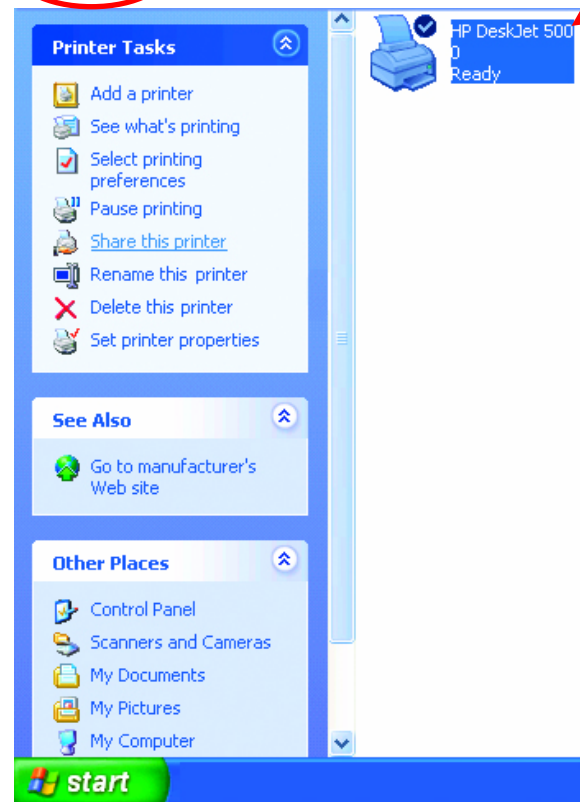 Printer Tasks
Add a printer
See what's printing
Select printing
preferences
Pause printing
Share this printer
Rename this printer
Delete this printer
Set printer properties
See Also
Go to manufacturer's
Web site
Other Places
Control Panel
Scanners and Cameras
My Documents
My Pictures
My Computer
HP DeskJet 500
0
Ready
start